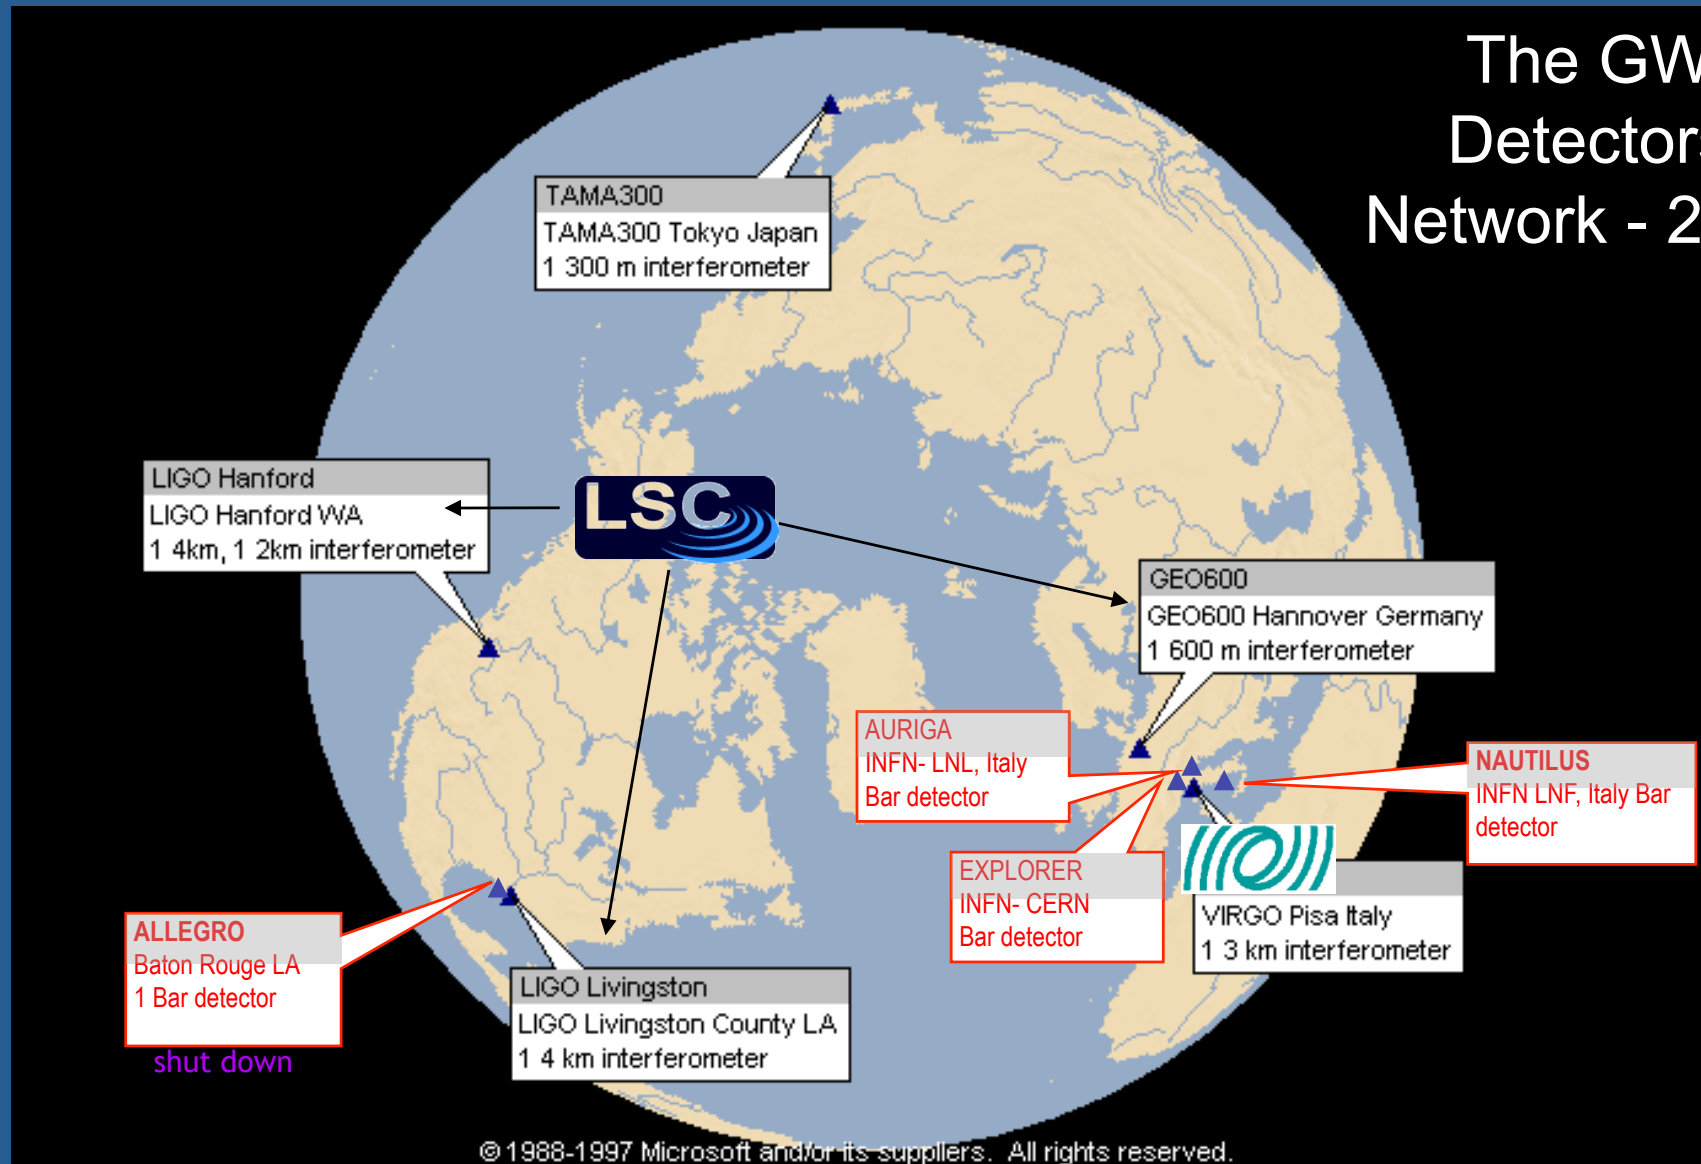 The GW
Detectors
Network - 2
TAMA300
TAMA300 Tokyo Japan
1 300 m interferometer
LIGO Hanford
LIGO Hanford WA
1 4km, 1 2km interferometer
LSC
GEO600
GEO600 Hannover Germany
1 600 m interferometer
AURIGA
INFN- LNL, Italy
Bar detector
NAUTILUS
INFN LNF, Italy Bar
detector
EXPLORER
INFN- CERN
Bar detector
VIRGO Pisa Italy
1 3 km interferometer
ALLEGRO
Baton Rouge LA
1 Bar detector
shut down
LIGO Livingston
LIGO Livingston County LA
1 4 km interferometer
© 1988-1997 Microsoft and/or its suppliers. All rights reserved.